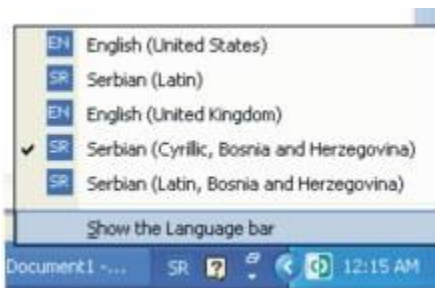 EN English (United States)
SR Serbian (Latin)
EN English (United Kingdom)
SR Serbian (Cyrillic, Bosnia and Herzegovina)
SR Serbian (Latin, Bosnia and Herzegovina)
Show the Language bar
Document1 -... SR ? 12:15 AM